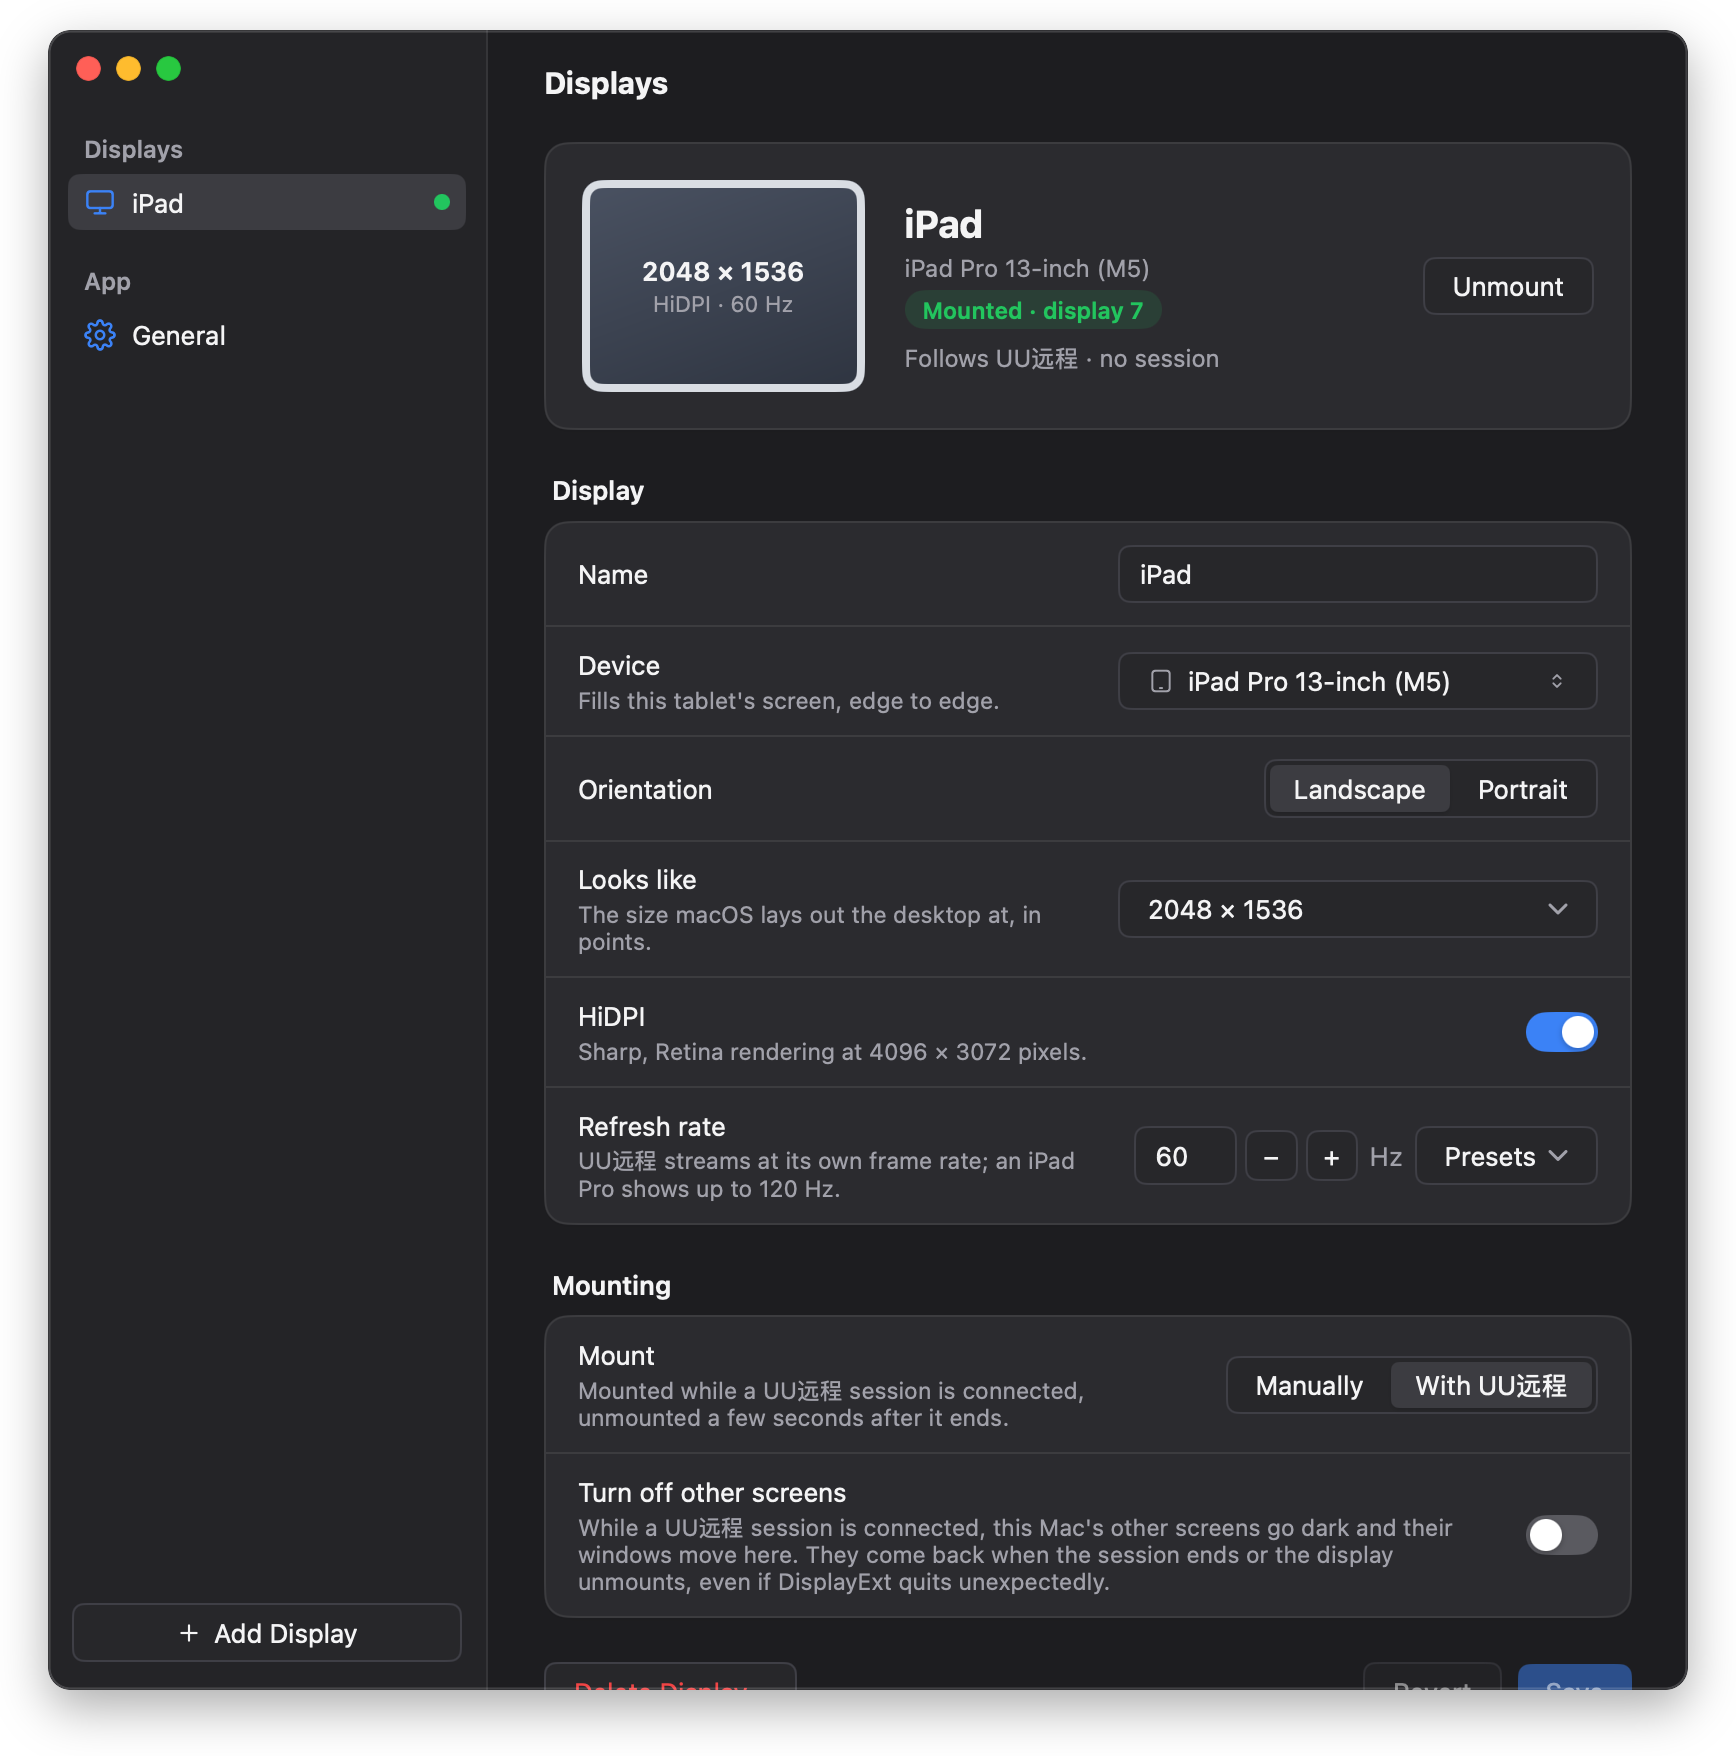 Displays
Displays
iPad
App
General
2048 × 1536
HiDPI · 60 Hz
iPad
iPad Pro 13-inch (M5)
Mounted · display 7
Follows UU远程 · no session
Unmount
Display
Name
iPad
Device
Fills this tablet's screen, edge to edge.
iPad Pro 13-inch (M5)
Orientation
Landscape
Portrait
Looks like
The size macOS lays out the desktop at, in
points.
2048 × 1536
HiDPI
Sharp, Retina rendering at 4096 × 3072 pixels.
Refresh rate
UU远程 streams at its own frame rate; an iPad
Pro shows up to 120 Hz.
60
−
+
Hz
Presets
Mounting
Mount
Mounted while a UU远程 session is connected,
unmounted a few seconds after it ends.
Manually
With UU远程
Turn off other screens
While a UU远程 session is connected, this Mac's other screens go dark and their
windows move here. They come back when the session ends or the display
unmounts, even if DisplayExt quits unexpectedly.
+ Add Display
Delete Display
Revert
Save